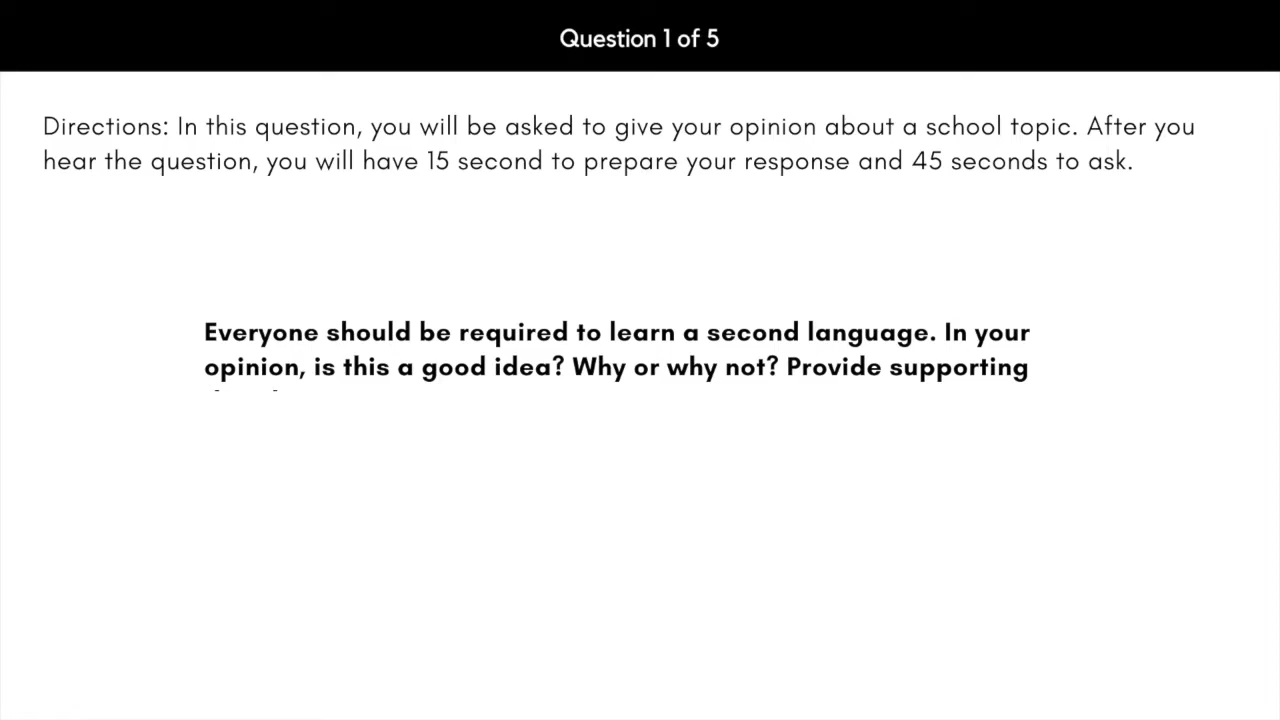 Question 1 of 5
Directions: In this question, you will be asked to give your opinion about a school topic. After you
hear the question, you will have 15 second to prepare your response and 45 seconds to ask.
Everyone should be required to learn a second language. In your
opinion, is this a good idea? Why or why not? Provide supporting